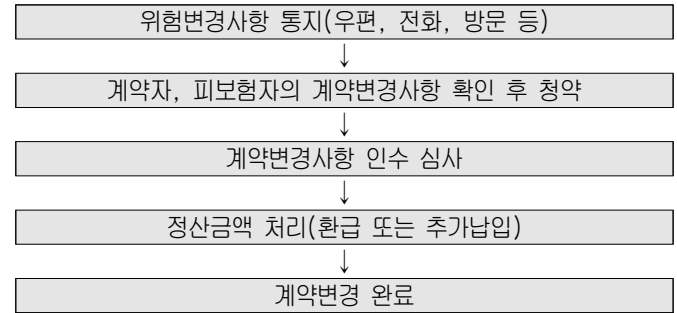 위험변경사항 통지(우편, 전화, 방문 등)
↓
계약자, 피보험자의 계약변경사항 확인 후 청약
↓
계약변경사항 인수 심사
↓
정산금액 처리(환급 또는 추가납입)
↓
계약변경 완료